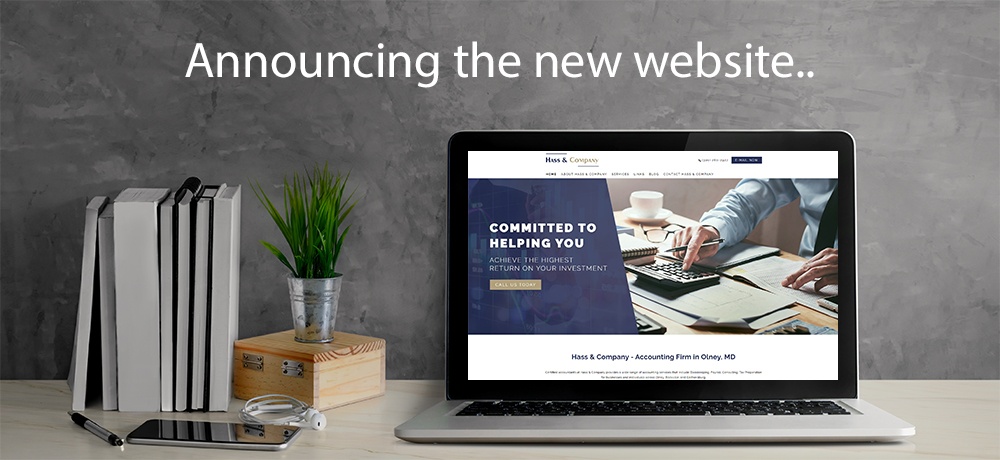 Announcing the new website..
HASS & COMPANY
E-MAIL NOW
HOME ABOUT HASS & COMPANY SERVICES LINKS BLOG CONTACT HASS & COMPANY
COMMITTED TO
HELPING YOU
ACHIEVE THE HIGHEST
RETURN ON YOUR INVESTMENT
CALL US TODAY
Hass & Company - Accounting Firm in Olney, MD